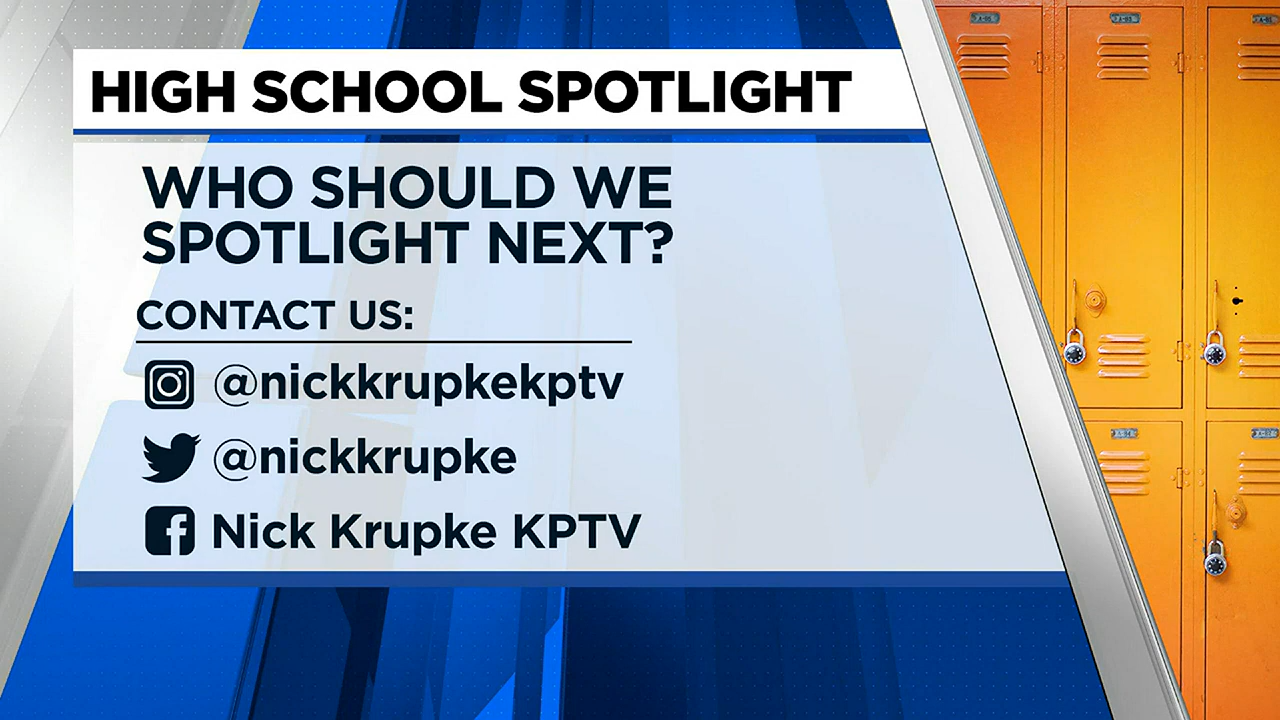 HIGH SCHOOL SPOTLIGHT
WHO SHOULD WE
SPOTLIGHT NEXT?
CONTACT US:
@nickkrupkekptv
@nickkrupke
Nick Krupke KPTV